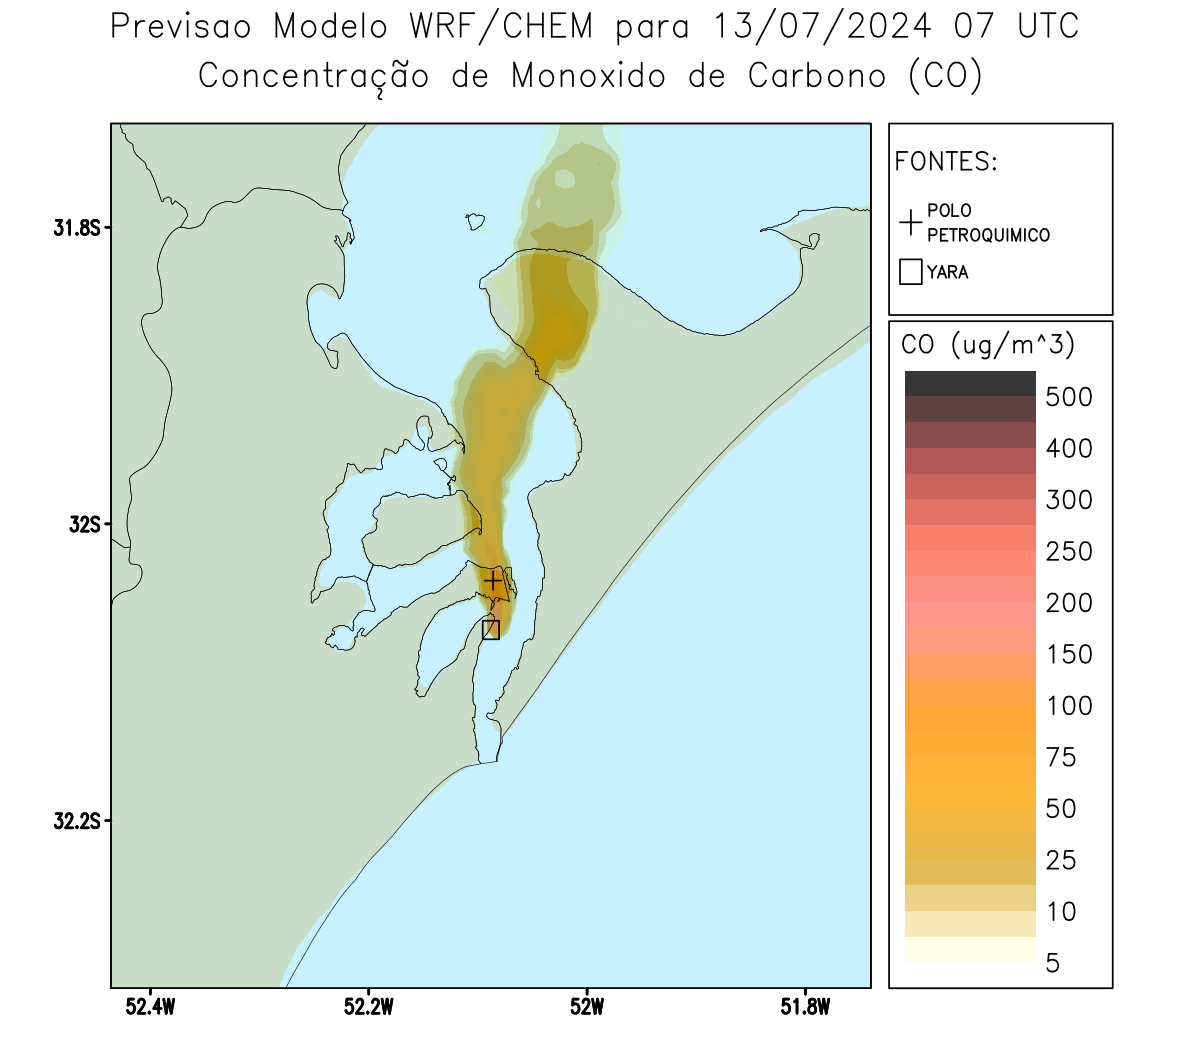 Previsao Modelo WRF/CHEM para 13/07/2024 07 UTC
Concentração de Monoxido de Carbono (CO)
FONTES:
POLO
PETROQUIMICO
YARA
CO (ug/m^3)
500
400
300
250
200
150
100
75
50
25
10
5
31.8S
32S
32.2S
52.4W
52.2W
52W
51.8W